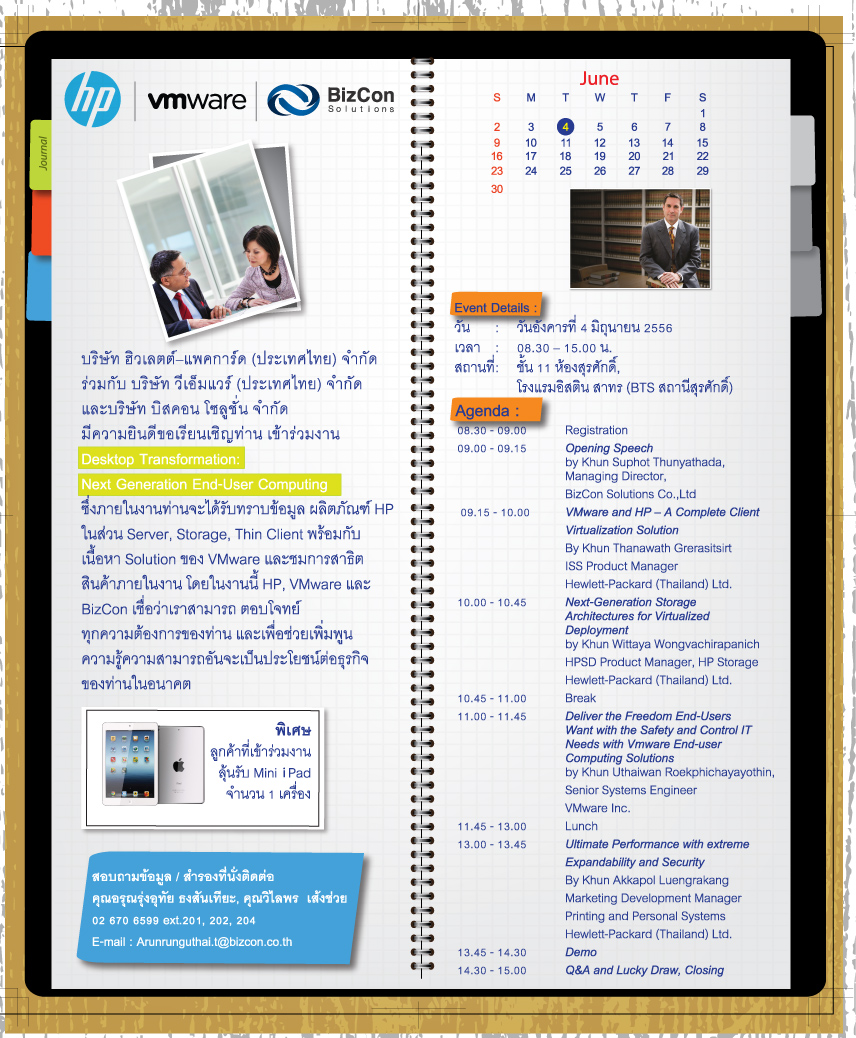 hp
vmware
BizCon
Solutions
Journal
บริษัท ฮิวเลตต์-แพคการ์ด (ประเทศไทย) จำกัด
ร่วมกับ บริษัท วีเอ็มแวร์ (ประเทศไทย) จำกัด
และบริษัท บิสคอน โซลูชั่น จำกัด
มีความยินดีขอเรียนเชิญท่าน เข้าร่วมงาน
Desktop Transformation:
Next Generation End-User Computing
ซึ่งภายในงานท่านจะได้รับทราบข้อมูล ผลิตภัณฑ์ HP
ในส่วน Server, Storage, Thin Client พร้อมกับ
เนื้อหา Solution ของ VMware และชมการสาธิต
สินค้าภายในงาน โดยในงานนี้ HP, VMware และ
BizCon เชื่อว่าเราสามารถ ตอบโจทย์
ทุกความต้องการของท่าน และเพื่อช่วยเพิ่มพูน
ความรู้ความสามารถอันจะเป็นประโยชน์ต่อธุรกิจ
ของท่านในอนาคต
พิเศษ
ลูกค้าที่เข้าร่วมงาน
ลุ้นรับ Mini iPad
จำนวน 1 เครื่อง
สอบถามข้อมูล / สำรองที่นั่งติดต่อ
คุณอรุณรุ่งอุทัย ธงสันเทียะ, คุณวิไลพร เส้งช่วย
02 670 6599 ext.201, 202, 204
E-mail : Arunrunguthai.t@bizcon.co.th
June
S M T W T F S
1
2 3 4 5 6 7 8
9 10 11 12 13 14 15
16 17 18 19 20 21 22
23 24 25 26 27 28 29
30
Event Details :
วัน : วันอังคารที่ 4 มิถุนายน 2556
เวลา : 08.30 – 15.00 น.
สถานที่: ชั้น 11 ห้องสุรศักดิ์,
โรงแรมอีสติน สาทร (BTS สถานีสุรศักดิ์)
Agenda :
08.30 - 09.00 Registration
09.00 - 09.15 Opening Speech
by Khun Suphot Thunyathada,
Managing Director,
BizCon Solutions Co.,Ltd
09.15 - 10.00 VMware and HP – A Complete Client
Virtualization Solution
By Khun Thanawath Grerasitsirt
ISS Product Manager
Hewlett-Packard (Thailand) Ltd.
10.00 - 10.45 Next-Generation Storage
Architectures for Virtualized
Deployment
by Khun Wittaya Wongvachirapanich
HPSD Product Manager, HP Storage
Hewlett-Packard (Thailand) Ltd.
10.45 - 11.00 Break
11.00 - 11.45 Deliver the Freedom End-Users
Want with the Safety and Control IT
Needs with Vmware End-user
Computing Solutions
by Khun Uthaiwan Roekphichayayothin,
Senior Systems Engineer
VMware Inc.
11.45 - 13.00 Lunch
13.00 - 13.45 Ultimate Performance with extreme
Expandability and Security
By Khun Akkapol Luengrakang
Marketing Development Manager
Printing and Personal Systems
Hewlett-Packard (Thailand) Ltd.
13.45 - 14.30 Demo
14.30 - 15.00 Q&A and Lucky Draw, Closing